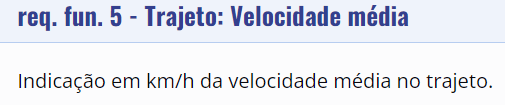 req. fun. 5 - Trajeto: Velocidade média
Indicação em km/h da velocidade média no trajeto.